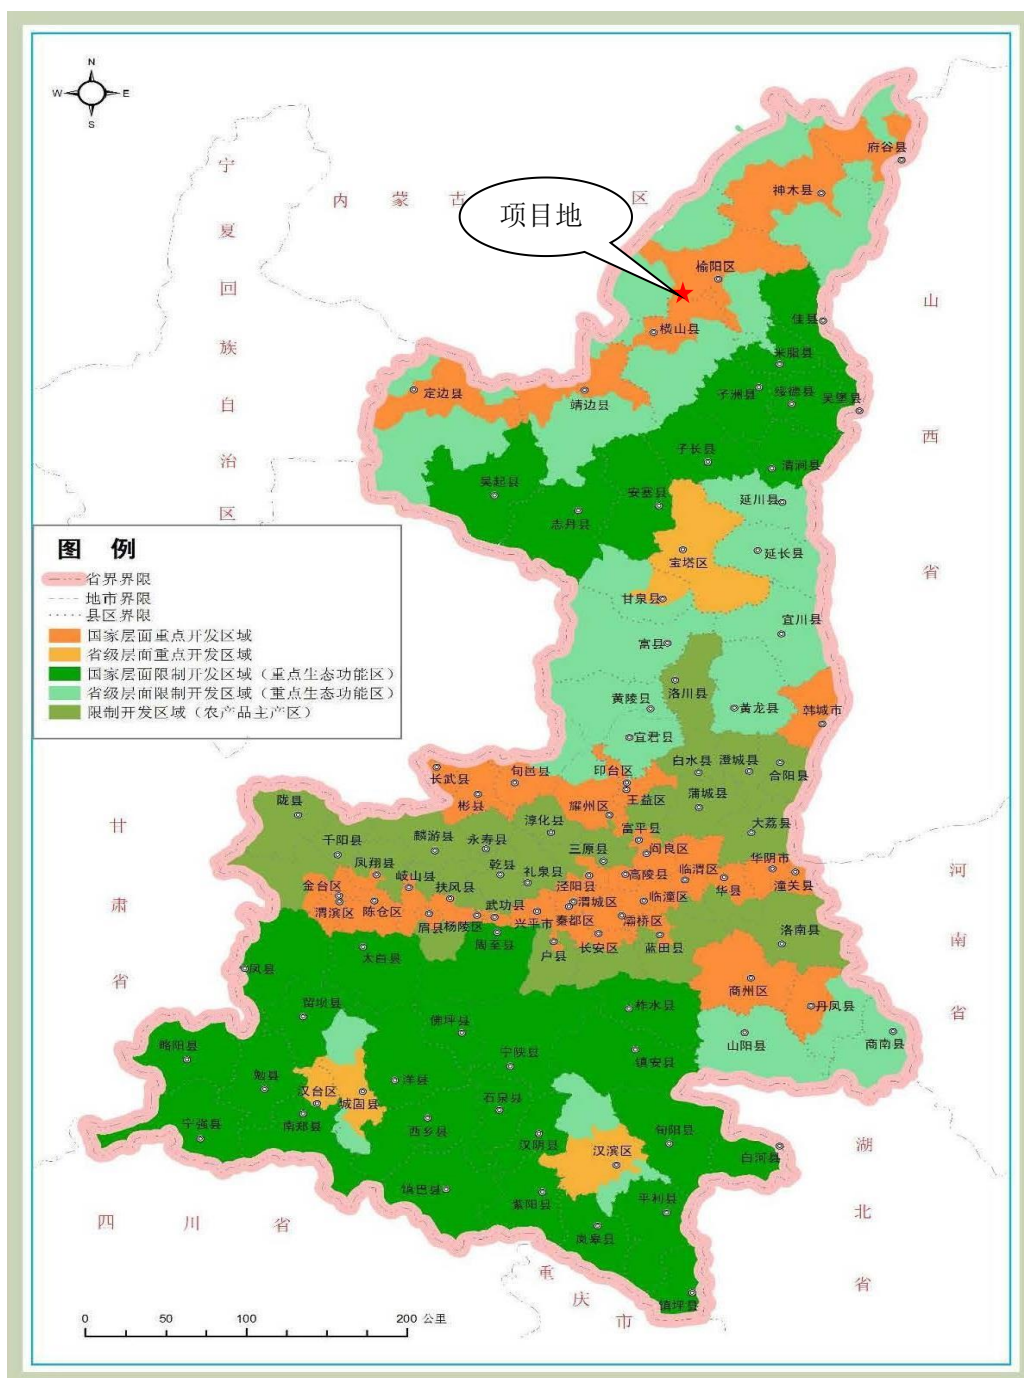 N
W E
S
宁夏回族自治区
内蒙古
区
项目地
山西省
府谷县
神木县
榆阳区
横山县
佳县
米脂县
子洲县
绥德县
吴堡县
定边县
靖边县
子长县
清涧县
吴起县
安塞县
志丹县
延川县
宝塔区
延长县
甘泉县
宜川县
富县
洛川县
黄陵县
黄龙县
韩城市
宜君县
图 例
省界界限
地市界限
县区界限
国家层面重点开发区域
省级层面重点开发区域
国家层面限制开发区域（重点生态功能区）
省级层面限制开发区域（重点生态功能区）
限制开发区域（农产品主产区）
白水县
澄城县
合阳县
长武县
旬邑县
印台区
彬县
耀州区
王益区
蒲城县
陇县
淳化县
富平县
大荔县
千阳县
麟游县
永寿县
三原县
阎良区
凤翔县
岐山县
乾县
礼泉县
泾阳县
高陵县
临渭区
华阴市
金台区
扶风县
渭城区
临潼区
华县
潼关县
渭滨区
陈仓区
眉县
杨陵区
武功县
兴平市
秦都区
灞桥区
周至县
户县
长安区
蓝田县
洛南县
甘肃省
河南省
太白县
凤县
商州区
丹凤县
留坝县
佛坪县
柞水县
山阳县
商南县
略阳县
宁陕县
镇安县
勉县
汉台区
洋县
城固县
石泉县
宁强县
南郑县
西乡县
汉阴县
旬阳县
汉滨区
白河县
镇巴县
紫阳县
平利县
岚皋县
镇坪县
湖北省
四川省
重庆市
0 50 100 200 公里